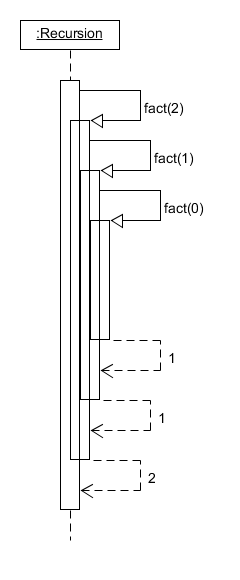 :Recursion
fact(2)
fact(1)
fact(0)
1
1
2